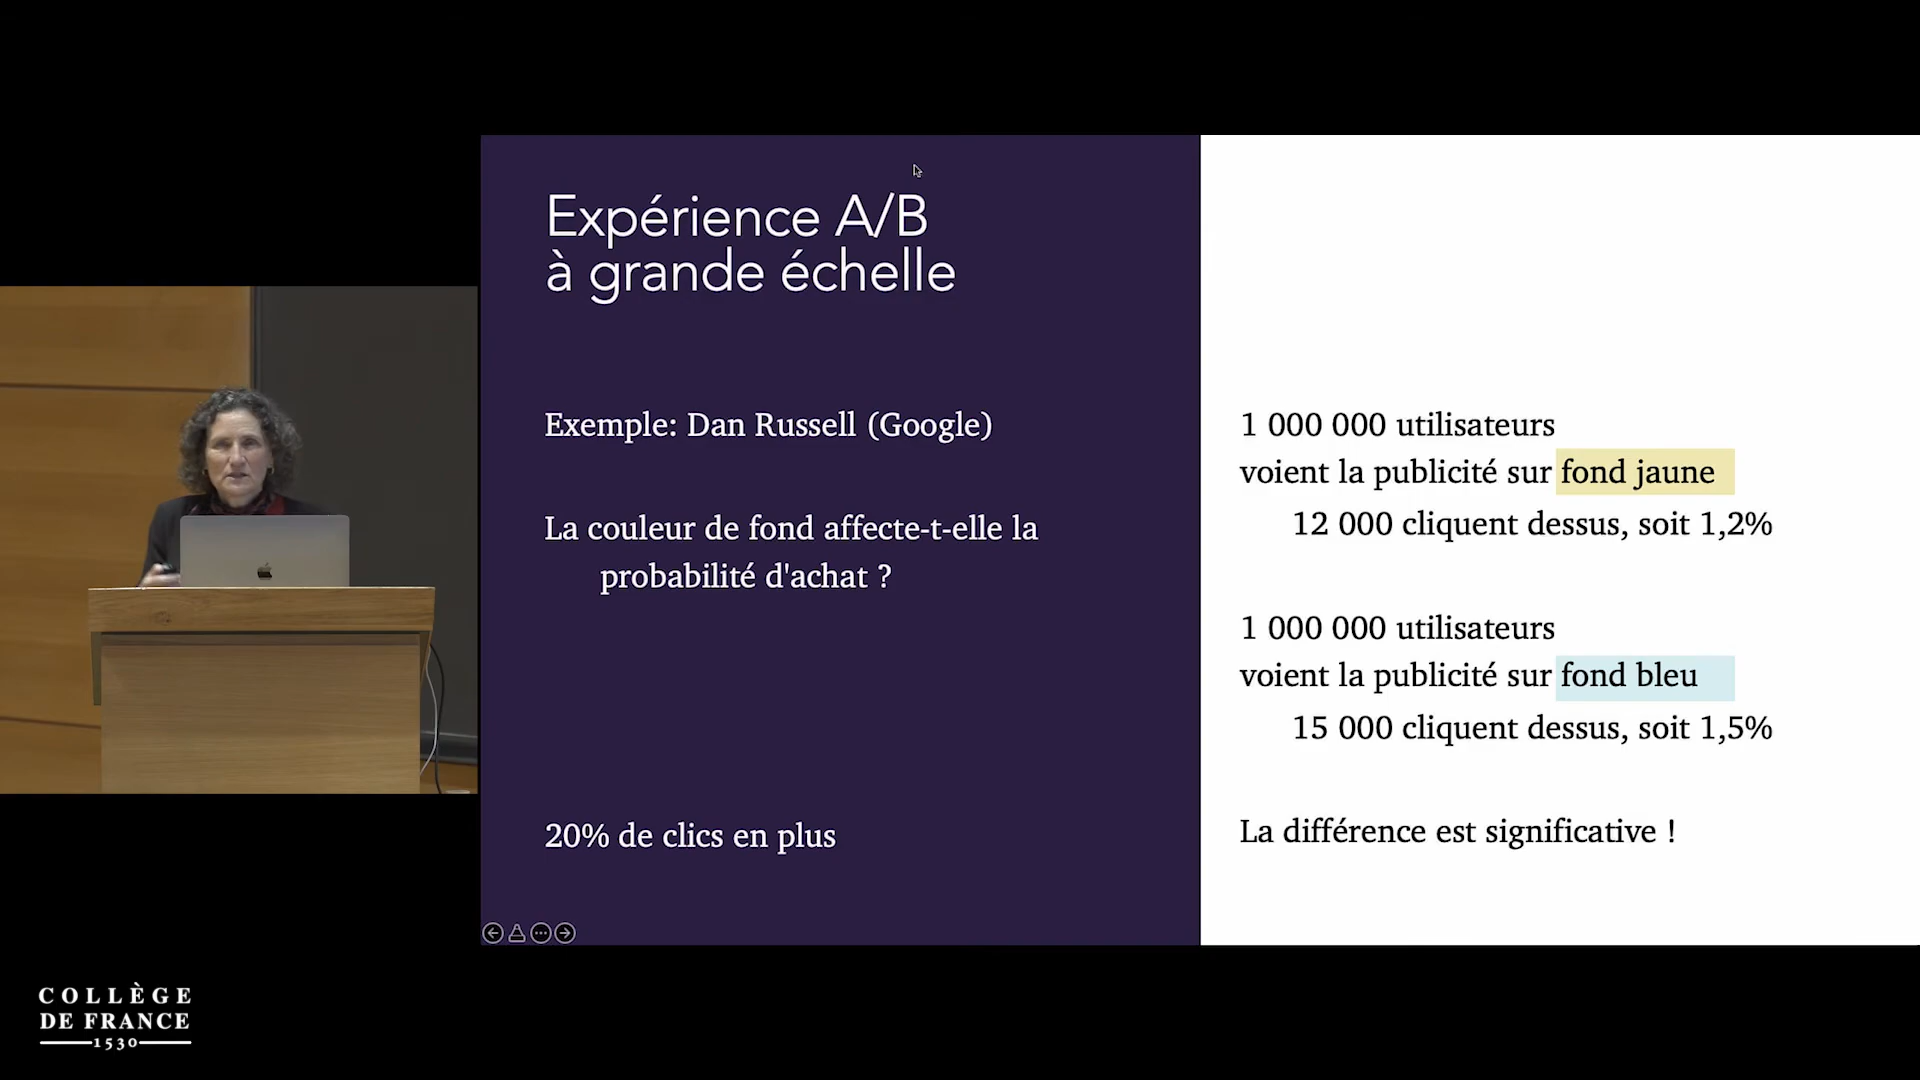 Expérience A/B
à grande échelle
Exemple: Dan Russell (Google)
La couleur de fond affecte-t-elle la
probabilité d'achat ?
20% de clics en plus
1 000 000 utilisateurs
voient la publicité sur fond jaune
12 000 cliquent dessus, soit 1,2%
1 000 000 utilisateurs
voient la publicité sur fond bleu
15 000 cliquent dessus, soit 1,5%
La différence est significative !
COLLÈGE
DE FRANCE
1530